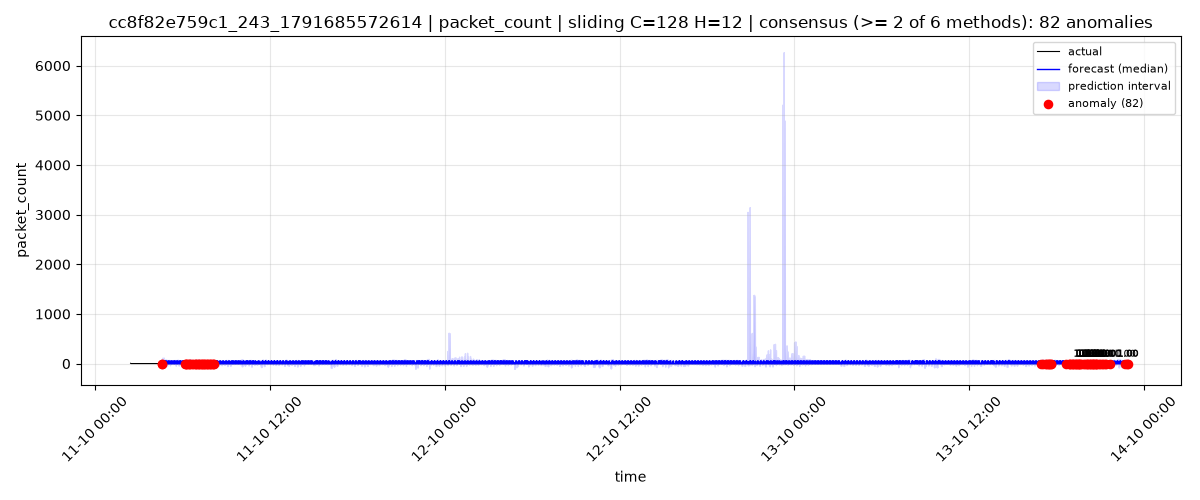 cc8f82e759c1_243_1791685572614 | packet_count | sliding C=128 H=12 | consensus (>= 2 of 6 methods): 82 anomalies
actual
forecast (median)
prediction interval
anomaly (82)
packet_count
6000
5000
4000
3000
2000
1000
0
11-10 00:00
11-10 12:00
12-10 00:00
12-10 12:00
13-10 00:00
13-10 12:00
14-10 00:00
time